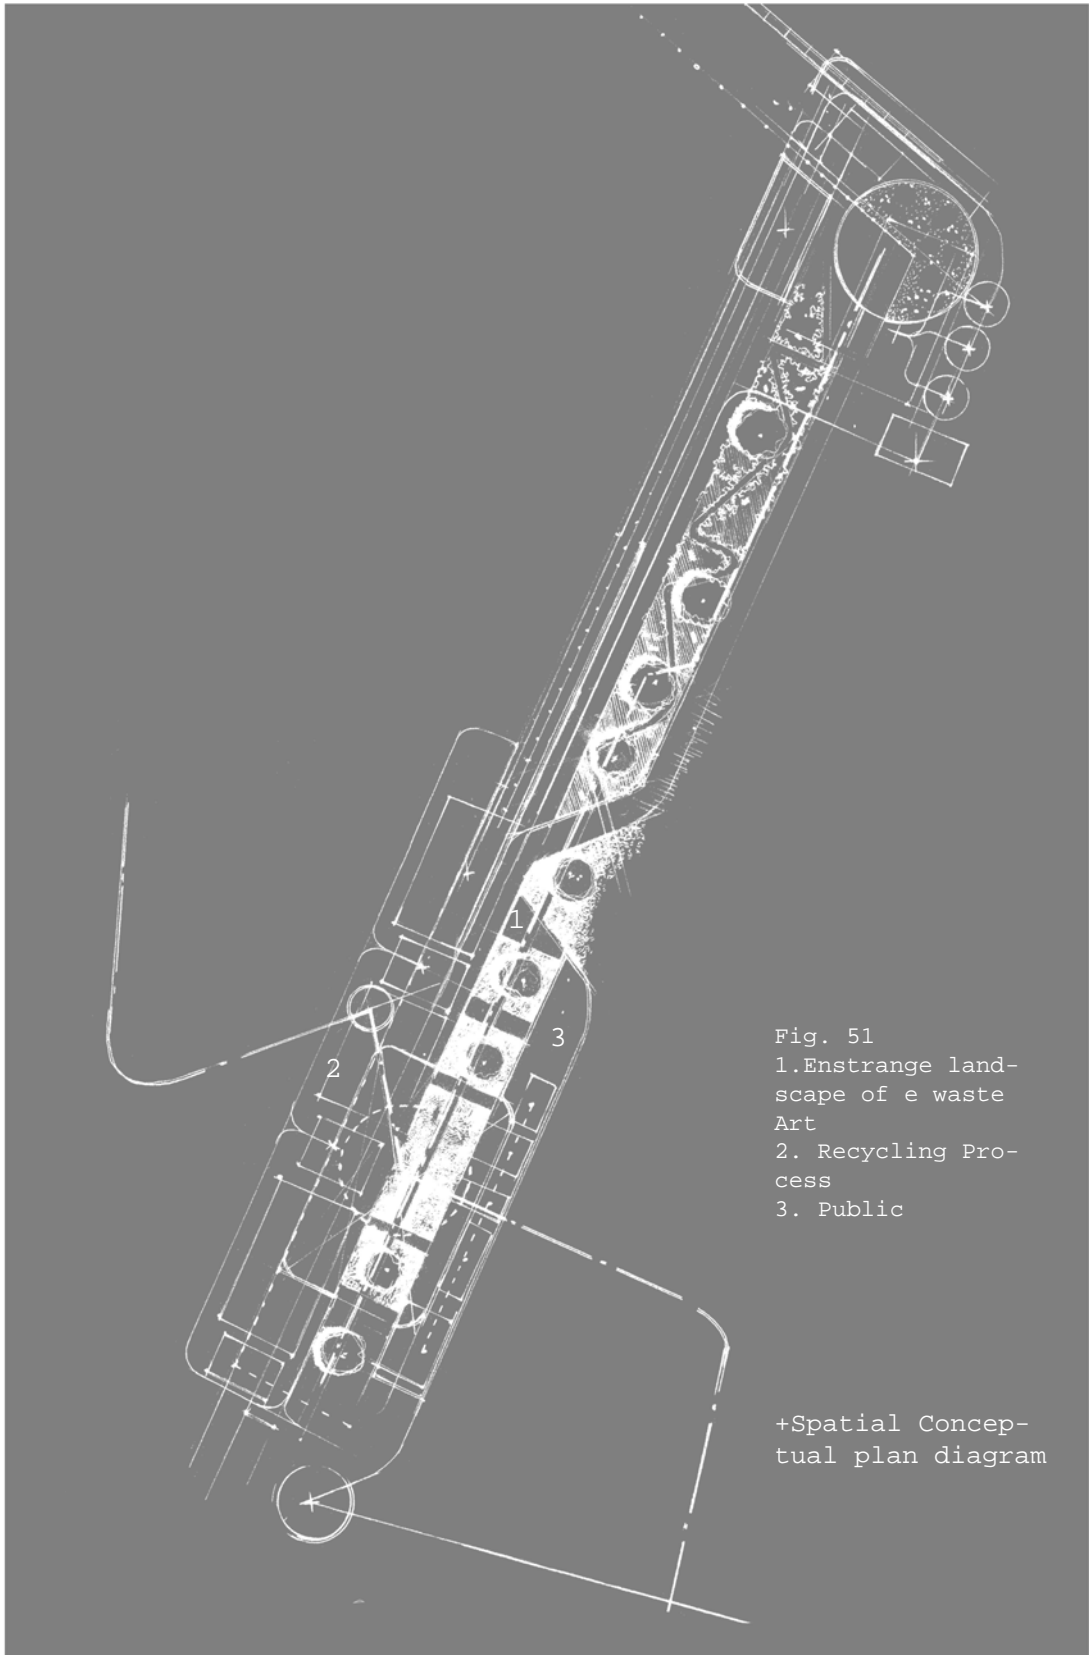 1
3
2
Fig. 51
1.Enstrange land-
scape of e waste
Art
2. Recycling Pro-
cess
3. Public
+Spatial Concep-
tual plan diagram